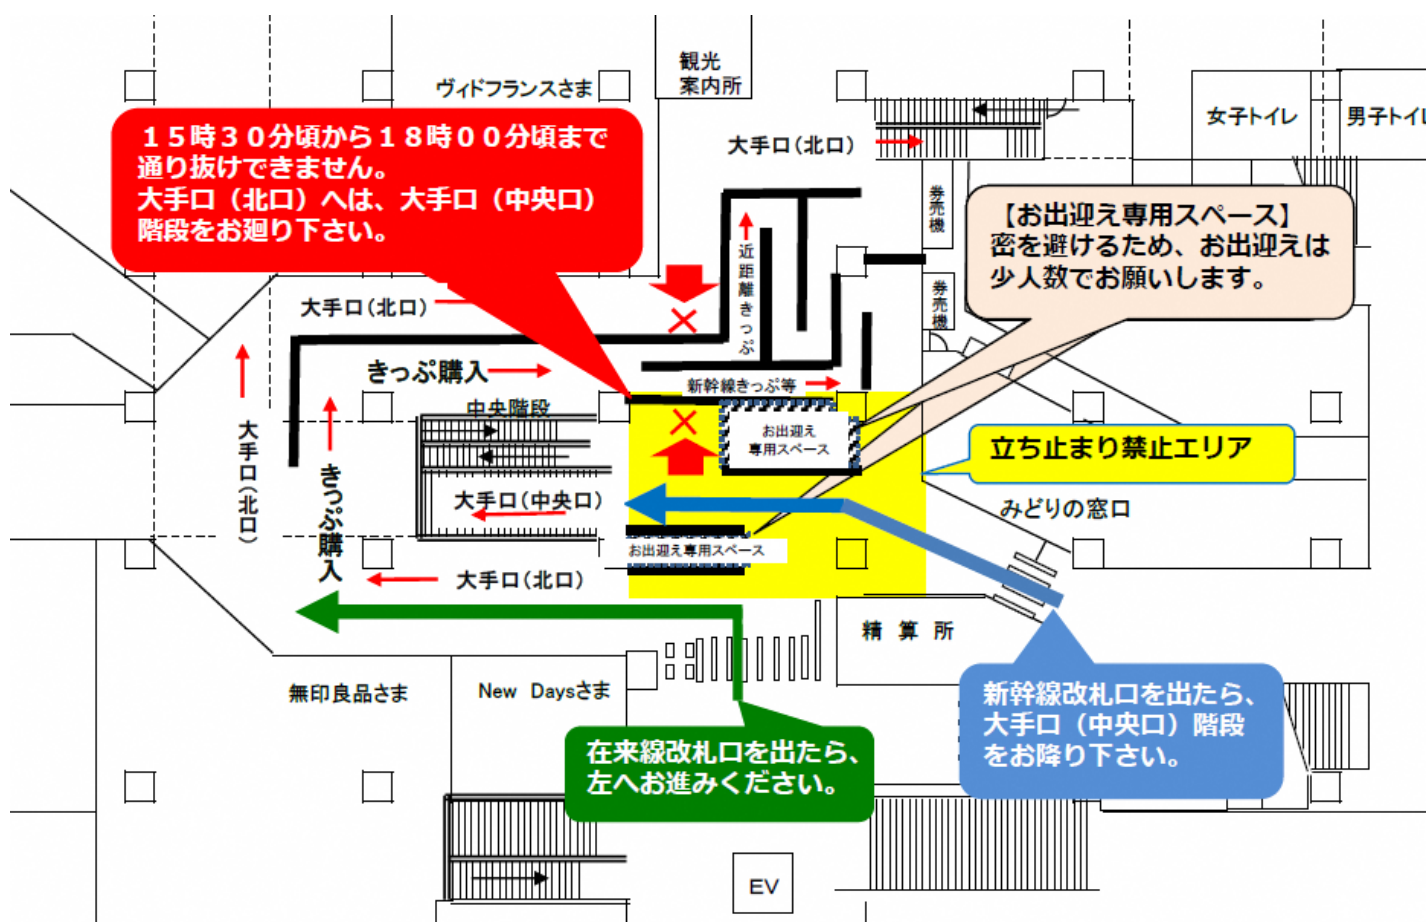 観光
案内所
ヴィドフランスさま
女子トイレ
男子トイレ
１５時３０分頃から１８時００分頃まで
通り抜けできません。
大手口（北口）へは、大手口（中央口）
階段をお廻り下さい。
大手口(北口)
券売機
【お出迎え専用スペース】
密を避けるため、お出迎えは
少人数でお願いします。
近距離きっぷ
券売機
大手口(北口)
きっぷ購入
新幹線きっぷ等
中央階段
お出迎え
専用スペース
立ち止まり禁止エリア
大手口(北口)
きっぷ購入
大手口(中央口)
みどりの窓口
お出迎え専用スペース
大手口(北口)
精 算 所
無印良品さま
New Daysさま
新幹線改札口を出たら、
大手口（中央口）階段
をお降り下さい。
在来線改札口を出たら、
左へお進みください。
EV